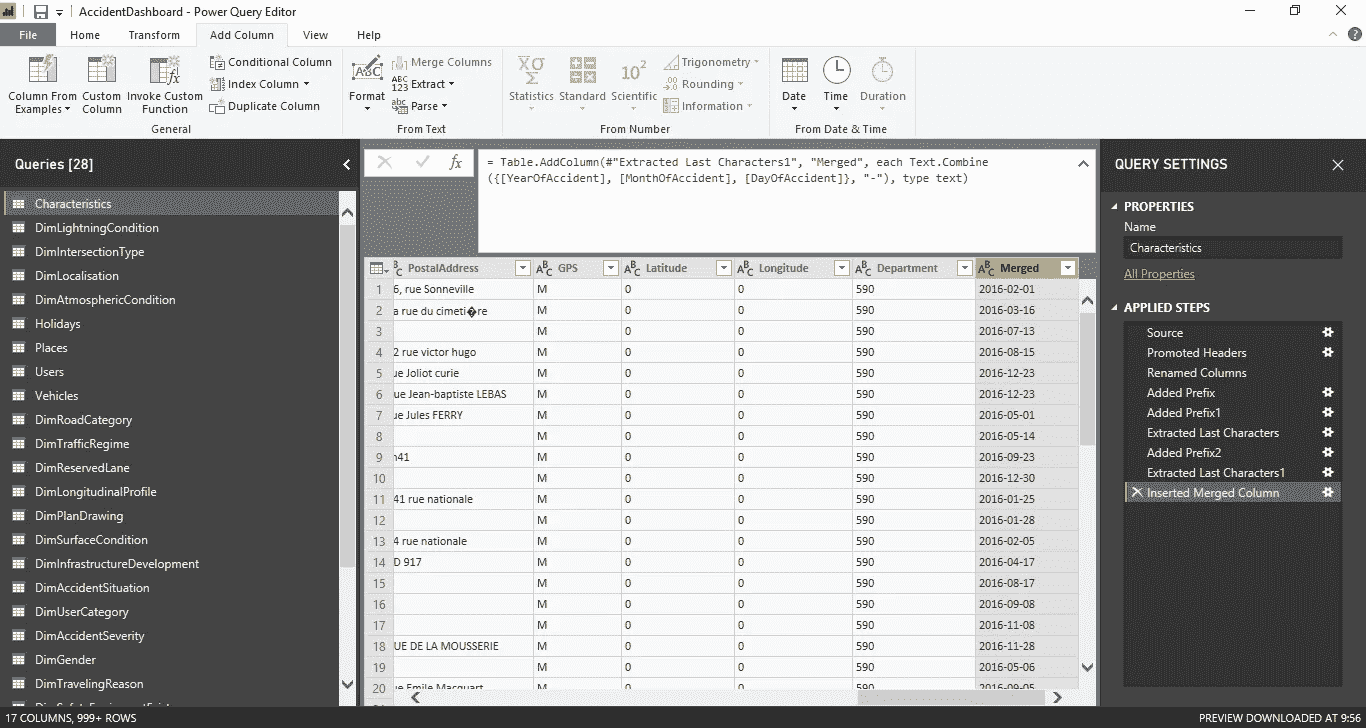 AccidentDashboard - Power Query Editor
File Home Transform Add Column View Help
Column From Examples
Custom Column
Invoke Custom Function
Conditional Column
Index Column
Duplicate Column
General
Format
Merge Columns
Extract
Parse
From Text
Statistics
Standard
Scientific
Trigonometry
Rounding
Information
From Number
Date
Time
Duration
From Date & Time
Queries [28]
Characteristics
DimLightningCondition
DimIntersectionType
DimLocalisation
DimAtmosphericCondition
Holidays
Places
Users
Vehicles
DimRoadCategory
DimTrafficRegime
DimReservedLane
DimLongitudinalProfile
DimPlanDrawing
DimSurfaceCondition
DimInfrastructureDevelopment
DimAccidentSituation
DimUserCategory
DimAccidentSeverity
DimGender
DimTravelingReason
= Table.AddColumn(#"Extracted Last Characters1", "Merged", each Text.Combine
({[YearOfAccident], [MonthOfAccident], [DayOfAccident]}, "-"), type text)
PostalAddress GPS Latitude Longitude Department Merged
1 6, rue Sonneville M 0 0 590 2016-02-01
2 a rue du cimeti�re M 0 0 590 2016-03-16
3 M 0 0 590 2016-07-13
4 2 rue victor hugo M 0 0 590 2016-08-15
5 ue Joliot curie M 0 0 590 2016-12-23
6 ue Jean-baptiste LEBAS M 0 0 590 2016-12-23
7 ue Jules FERRY M 0 0 590 2016-05-01
8 M 0 0 590 2016-05-14
9 n41 M 0 0 590 2016-09-23
10 M 0 0 590 2016-12-30
11 41 rue nationale M 0 0 590 2016-01-25
12 M 0 0 590 2016-01-28
13 4 rue nationale M 0 0 590 2016-02-05
14 D 917 M 0 0 590 2016-04-17
15 M 0 0 590 2016-08-17
16 M 0 0 590 2016-09-08
17 M 0 0 590 2016-11-08
18 UE DE LA MOUSSERIE M 0 0 590 2016-11-28
19 M 0 0 590 2016-05-06
20 ue Emile Macquart M 0 0 590 2016-09-05
QUERY SETTINGS
PROPERTIES
Name
Characteristics
All Properties
APPLIED STEPS
Source
Promoted Headers
Renamed Columns
Added Prefix
Added Prefix1
Extracted Last Characters
Added Prefix2
Extracted Last Characters1
Inserted Merged Column
17 COLUMNS, 999+ ROWS
PREVIEW DOWNLOADED AT 9:56